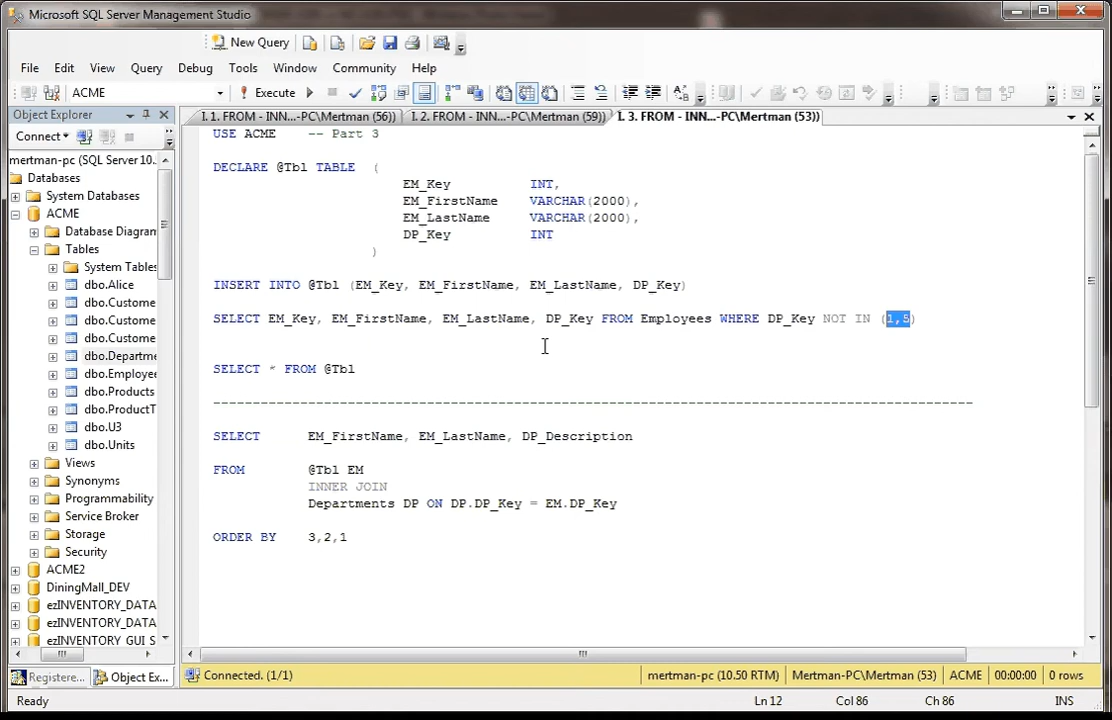 Microsoft SQL Server Management Studio
New Query
File Edit View Query Debug Tools Window Community Help
ACME Execute
Object Explorer
I. 1. FROM - INN...-PC\Mertman (56)) I. 2. FROM - INN...-PC\Mertman (59)) I. 3. FROM - INN...-PC\Mertman (53))
Connect
mertman-pc (SQL Server 10.
Databases
System Databases
ACME
Database Diagran
Tables
System Tables
dbo.Alice
dbo.Custome
dbo.Custome
dbo.Custome
dbo.Departme
dbo.Employee
dbo.Products
dbo.ProductT
dbo.U3
dbo.Units
Views
Synonyms
Programmability
Service Broker
Storage
Security
ACME2
DiningMall_DEV
ezINVENTORY_DATA
ezINVENTORY_DATA
ezINVENTORY GUI S
Registere... Object Ex...
USE ACME -- Part 3
DECLARE @Tbl TABLE (
EM_Key INT,
EM_FirstName VARCHAR(2000),
EM_LastName VARCHAR(2000),
DP_Key INT
)
INSERT INTO @Tbl (EM_Key, EM_FirstName, EM_LastName, DP_Key)
SELECT EM_Key, EM_FirstName, EM_LastName, DP_Key FROM Employees WHERE DP_Key NOT IN (1,5)
SELECT * FROM @Tbl
---------------------------------------------------------------------------------------------
SELECT EM_FirstName, EM_LastName, DP_Description
FROM @Tbl EM
INNER JOIN
Departments DP ON DP.DP_Key = EM.DP_Key
ORDER BY 3,2,1
Connected. (1/1) mertman-pc (10.50 RTM) Mertman-PC\Mertman (53) ACME 00:00:00 0 rows
Ready Ln 12 Col 86 Ch 86 INS